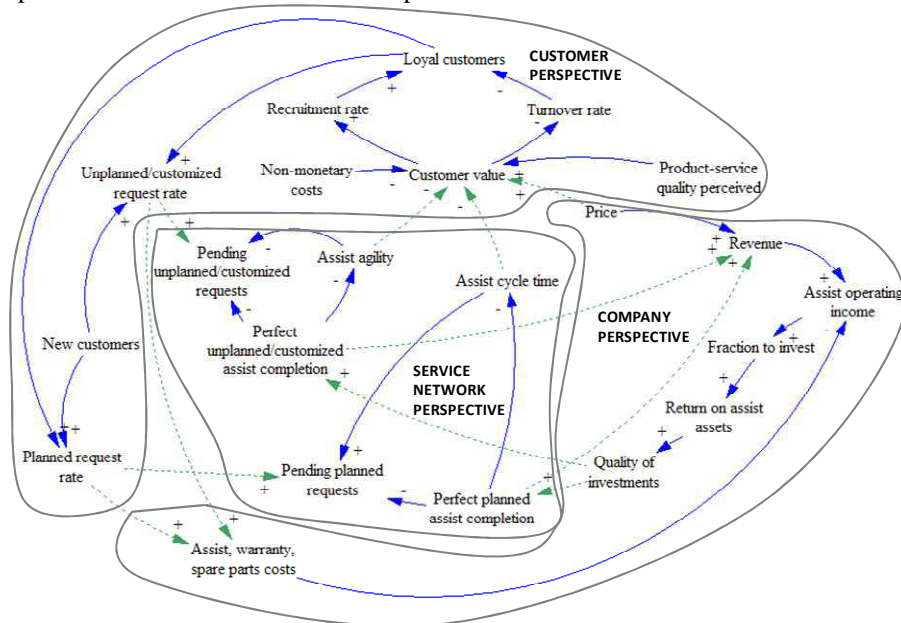 Loyal customers
CUSTOMER
PERSPECTIVE
Recruitment rate
Turnover rate
Unplanned/customized
request rate
Non-monetary
costs
Customer value
Product-service
quality perceived
Price
Revenue
Pending
unplanned/customized
requests
Assist agility
Assist cycle time
Assist operating
income
COMPANY
PERSPECTIVE
Perfect
unplanned/customized
assist completion
New customers
Fraction to invest
SERVICE
NETWORK
PERSPECTIVE
Return on assist
assets
Planned request
rate
Pending planned
requests
Quality of
investments
Perfect planned
assist completion
Assist, warranty,
spare parts costs